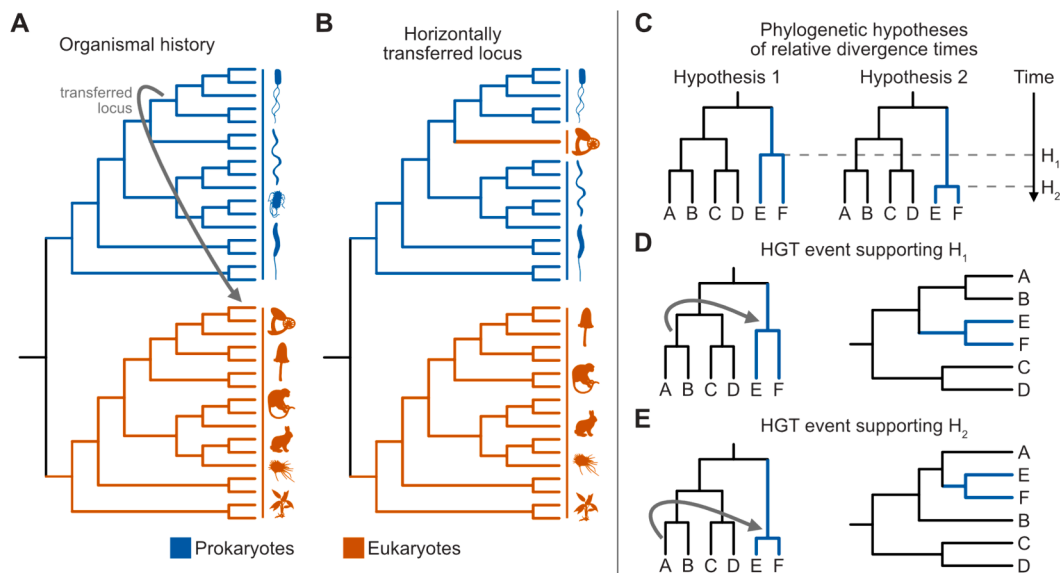 A
Organismal history
transferred
locus
B
Horizontally
transferred locus
Prokaryotes
Eukaryotes
C
Phylogenetic hypotheses
of relative divergence times
Hypothesis 1
Hypothesis 2
Time
H₁
H₂
A B C D E F
A B C D E F
D
HGT event supporting H₁
A B C D E F
A
B
E
F
C
D
E
HGT event supporting H₂
A B C D E F
A
E
F
B
C
D